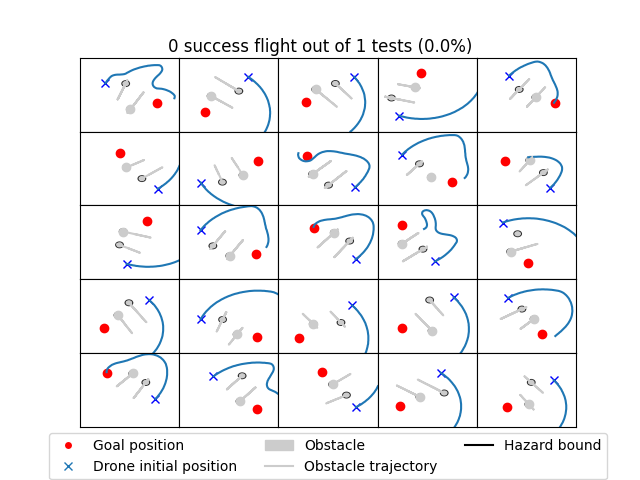 0 success flight out of 1 tests (0.0%)
Goal position
Obstacle
Hazard bound
Drone initial position
Obstacle trajectory